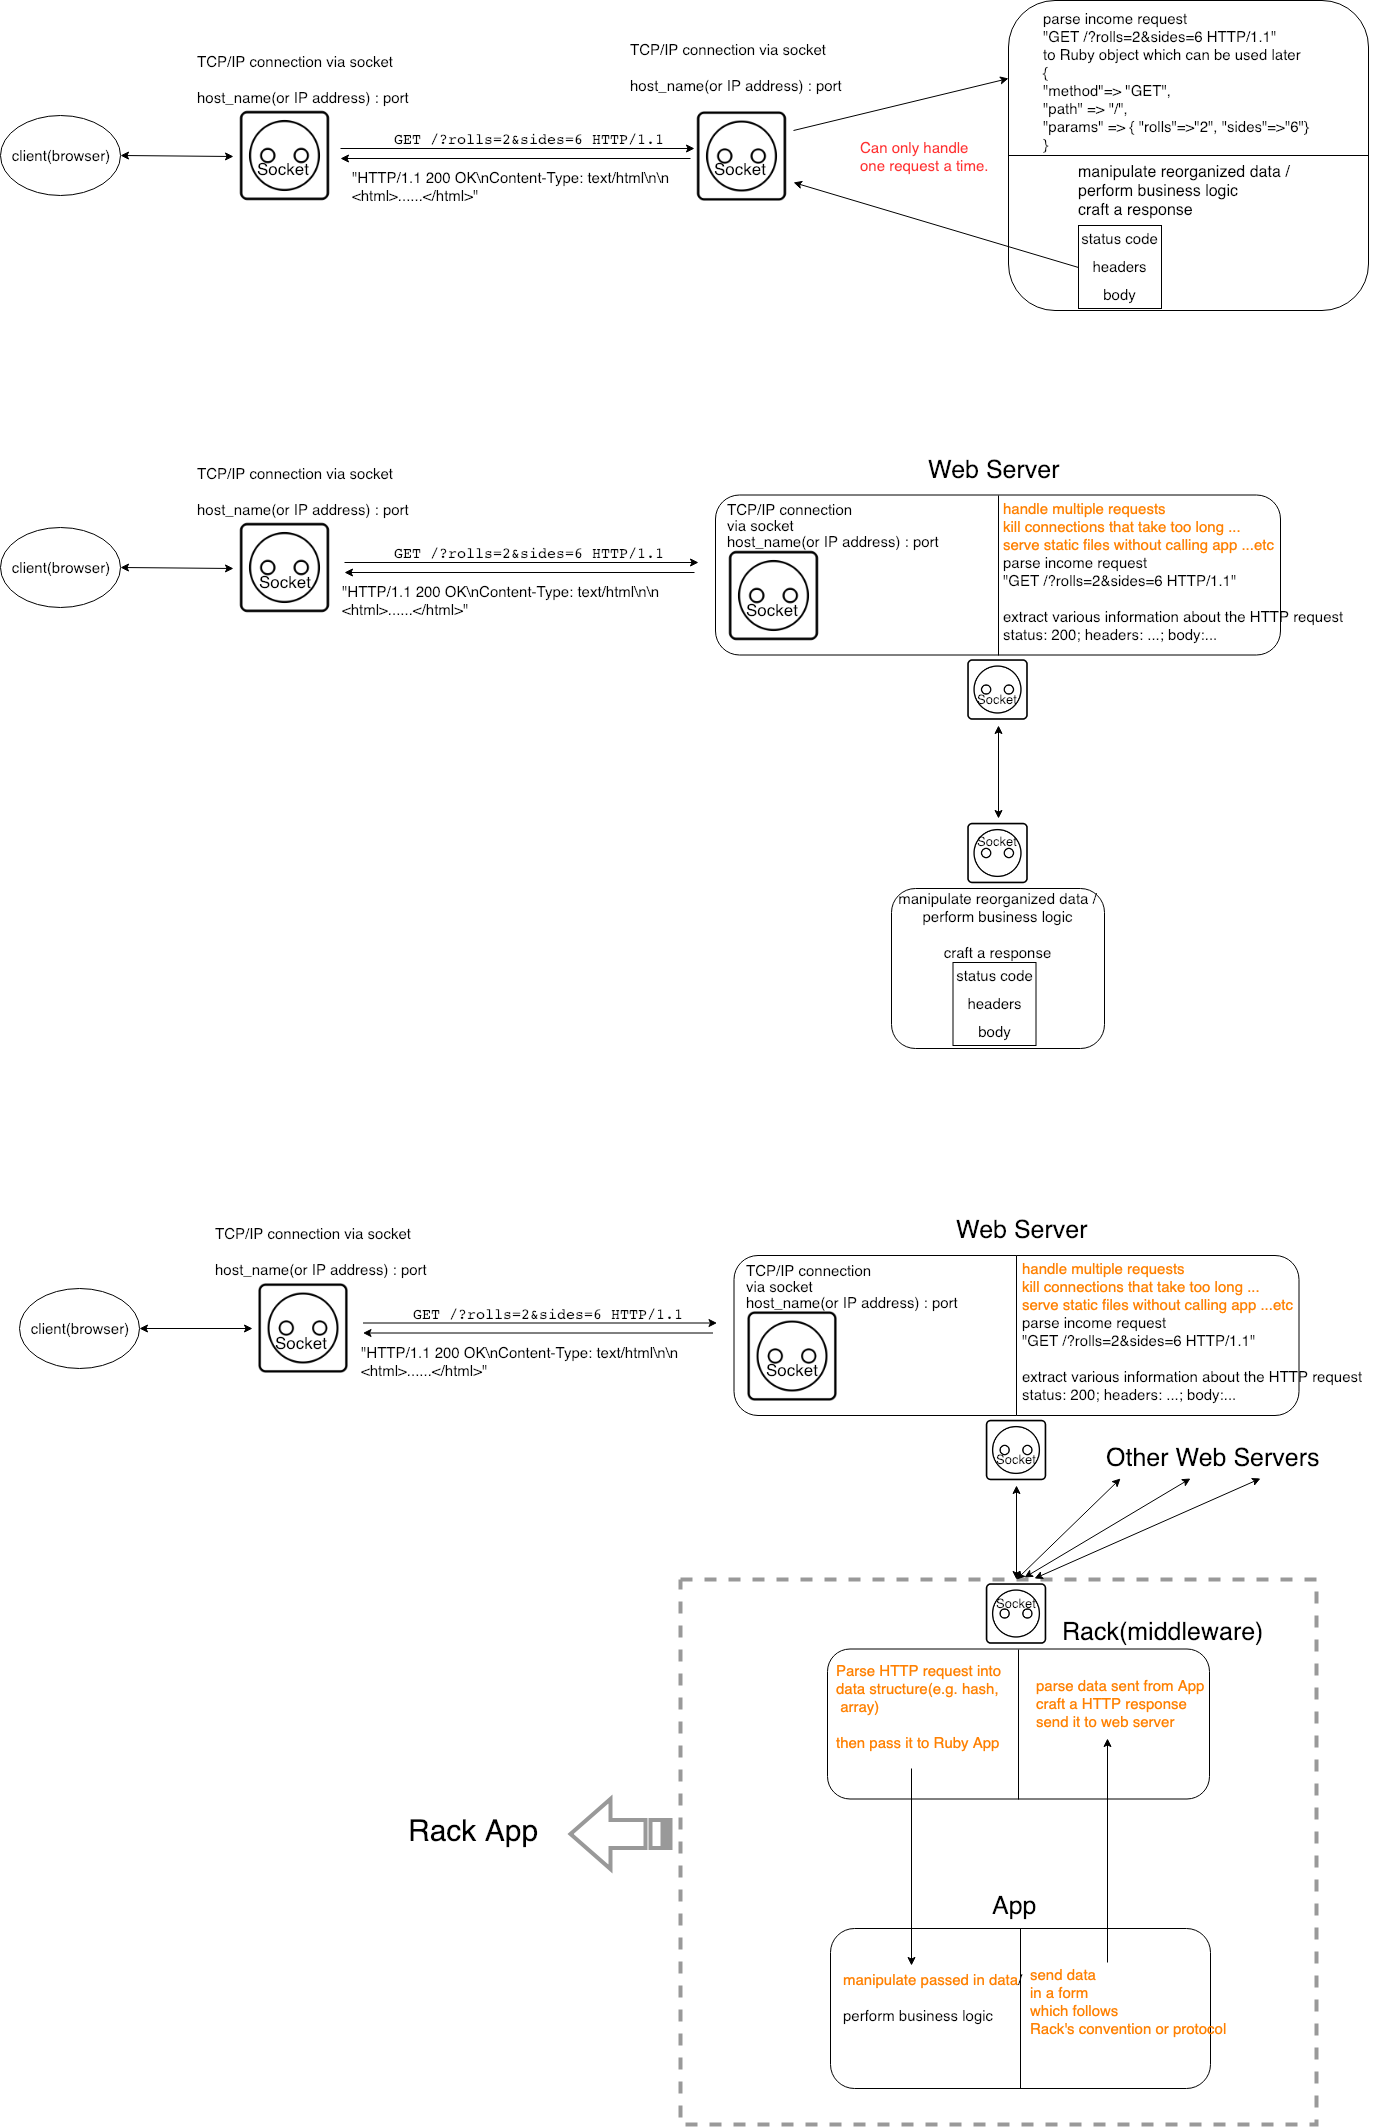 TCP/IP connection via socket
host_name(or IP address) : port
client(browser)
Socket
GET /?rolls=2&sides=6 HTTP/1.1
"HTTP/1.1 200 OK\nContent-Type: text/html\n\n
<html>......</html>"
TCP/IP connection via socket
host_name(or IP address) : port
Socket
Can only handle
one request a time.
parse income request
"GET /?rolls=2&sides=6 HTTP/1.1"
to Ruby object which can be used later
{
"method"=> "GET",
"path" => "/",
"params" => { "rolls"=>"2", "sides"=>"6"}
}
manipulate reorganized data /
perform business logic
craft a response
status code
headers
body
TCP/IP connection via socket
host_name(or IP address) : port
client(browser)
Socket
GET /?rolls=2&sides=6 HTTP/1.1
"HTTP/1.1 200 OK\nContent-Type: text/html\n\n
<html>......</html>"
Web Server
TCP/IP connection
via socket
host_name(or IP address) : port
Socket
handle multiple requests
kill connections that take too long ...
serve static files without calling app ...etc
parse income request
"GET /?rolls=2&sides=6 HTTP/1.1"
extract various information about the HTTP request
status: 200; headers: ...; body:...
Socket
Socket
manipulate reorganized data /
perform business logic
craft a response
status code
headers
body
TCP/IP connection via socket
host_name(or IP address) : port
client(browser)
Socket
GET /?rolls=2&sides=6 HTTP/1.1
"HTTP/1.1 200 OK\nContent-Type: text/html\n\n
<html>......</html>"
Web Server
TCP/IP connection
via socket
host_name(or IP address) : port
Socket
handle multiple requests
kill connections that take too long ...
serve static files without calling app ...etc
parse income request
"GET /?rolls=2&sides=6 HTTP/1.1"
extract various information about the HTTP request
status: 200; headers: ...; body:...
Socket
Other Web Servers
Socket
Rack(middleware)
Parse HTTP request into
data structure(e.g. hash,
array)
then pass it to Ruby App
parse data sent from App
craft a HTTP response
send it to web server
Rack App
App
manipulate passed in data/
perform business logic
send data
in a form
which follows
Rack's convention or protocol